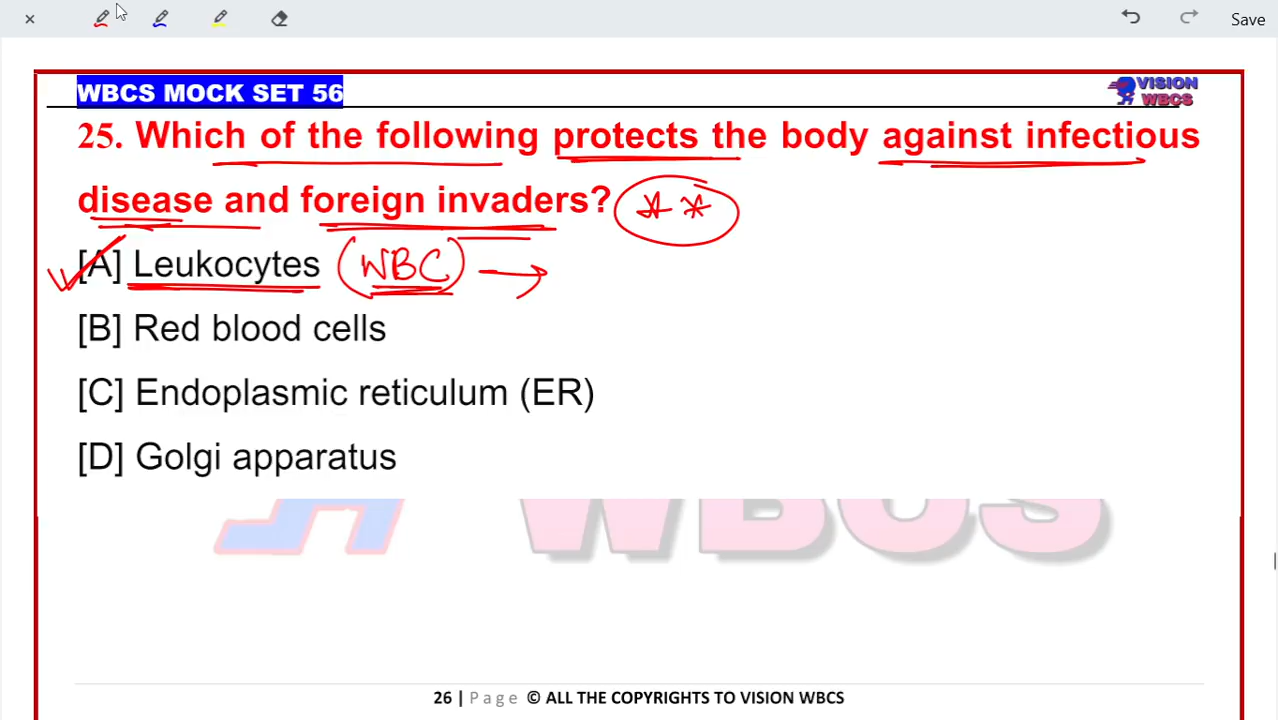 Save
WBCS MOCK SET 56
VISION
WBCS
25. Which of the following protects the body against infectious
disease and foreign invaders? **
[A] Leukocytes (WBC) →
[B] Red blood cells
[C] Endoplasmic reticulum (ER)
[D] Golgi apparatus
WBCS
26 | Page © ALL THE COPYRIGHTS TO VISION WBCS